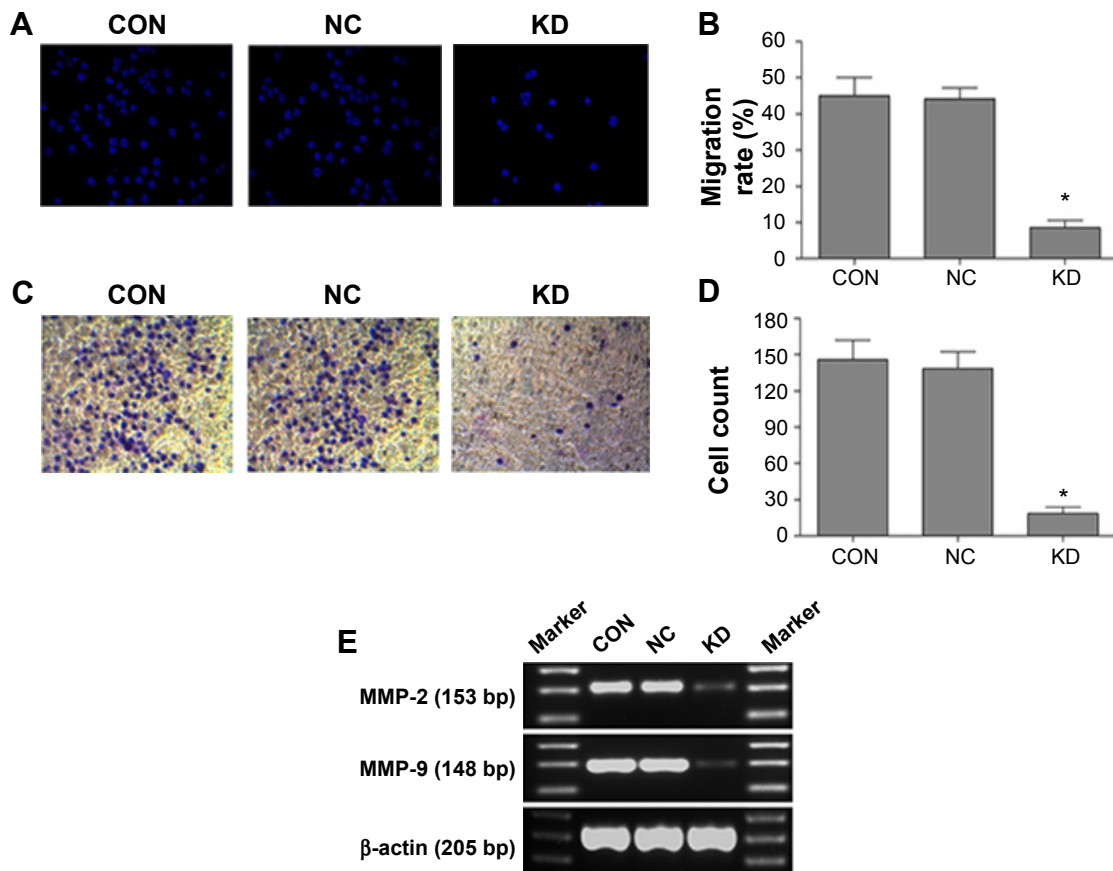 A
CON
NC
KD
B
Migration
rate (%)
60
50
40
30
20
10
0
*
CON
NC
KD
C
CON
NC
KD
D
Cell count
180
150
120
90
60
30
0
*
CON
NC
KD
E
Marker
CON
NC
KD
Marker
MMP-2 (153 bp)
MMP-9 (148 bp)
β-actin (205 bp)